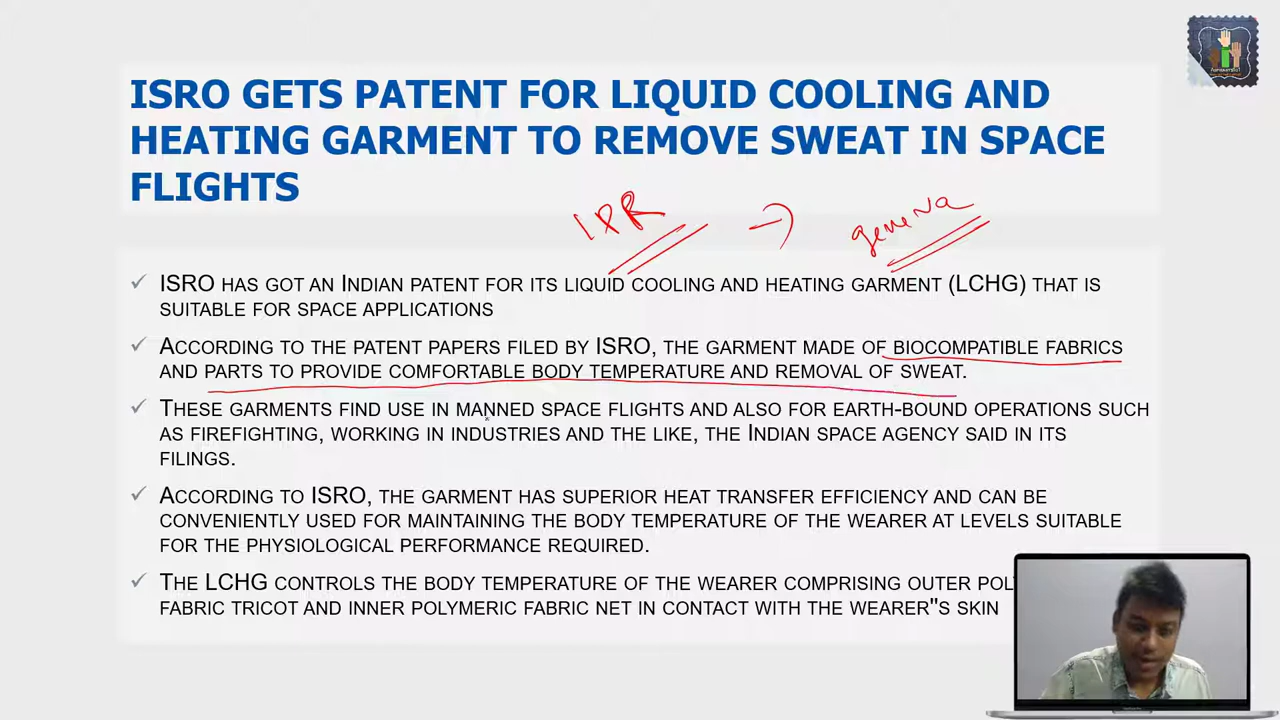 ISRO GETS PATENT FOR LIQUID COOLING AND
HEATING GARMENT TO REMOVE SWEAT IN SPACE
FLIGHTS
IPR → geneva
✓ ISRO HAS GOT AN INDIAN PATENT FOR ITS LIQUID COOLING AND HEATING GARMENT (LCHG) THAT IS
SUITABLE FOR SPACE APPLICATIONS
✓ ACCORDING TO THE PATENT PAPERS FILED BY ISRO, THE GARMENT MADE OF BIOCOMPATIBLE FABRICS
AND PARTS TO PROVIDE COMFORTABLE BODY TEMPERATURE AND REMOVAL OF SWEAT.
✓ THESE GARMENTS FIND USE IN MANNED SPACE FLIGHTS AND ALSO FOR EARTH-BOUND OPERATIONS SUCH
AS FIREFIGHTING, WORKING IN INDUSTRIES AND THE LIKE, THE INDIAN SPACE AGENCY SAID IN ITS
FILINGS.
✓ ACCORDING TO ISRO, THE GARMENT HAS SUPERIOR HEAT TRANSFER EFFICIENCY AND CAN BE
CONVENIENTLY USED FOR MAINTAINING THE BODY TEMPERATURE OF THE WEARER AT LEVELS SUITABLE
FOR THE PHYSIOLOGICAL PERFORMANCE REQUIRED.
✓ THE LCHG CONTROLS THE BODY TEMPERATURE OF THE WEARER COMPRISING OUTER
FABRIC TRICOT AND INNER POLYMERIC FABRIC NET IN CONTACT WITH THE WEARER"S SKIN